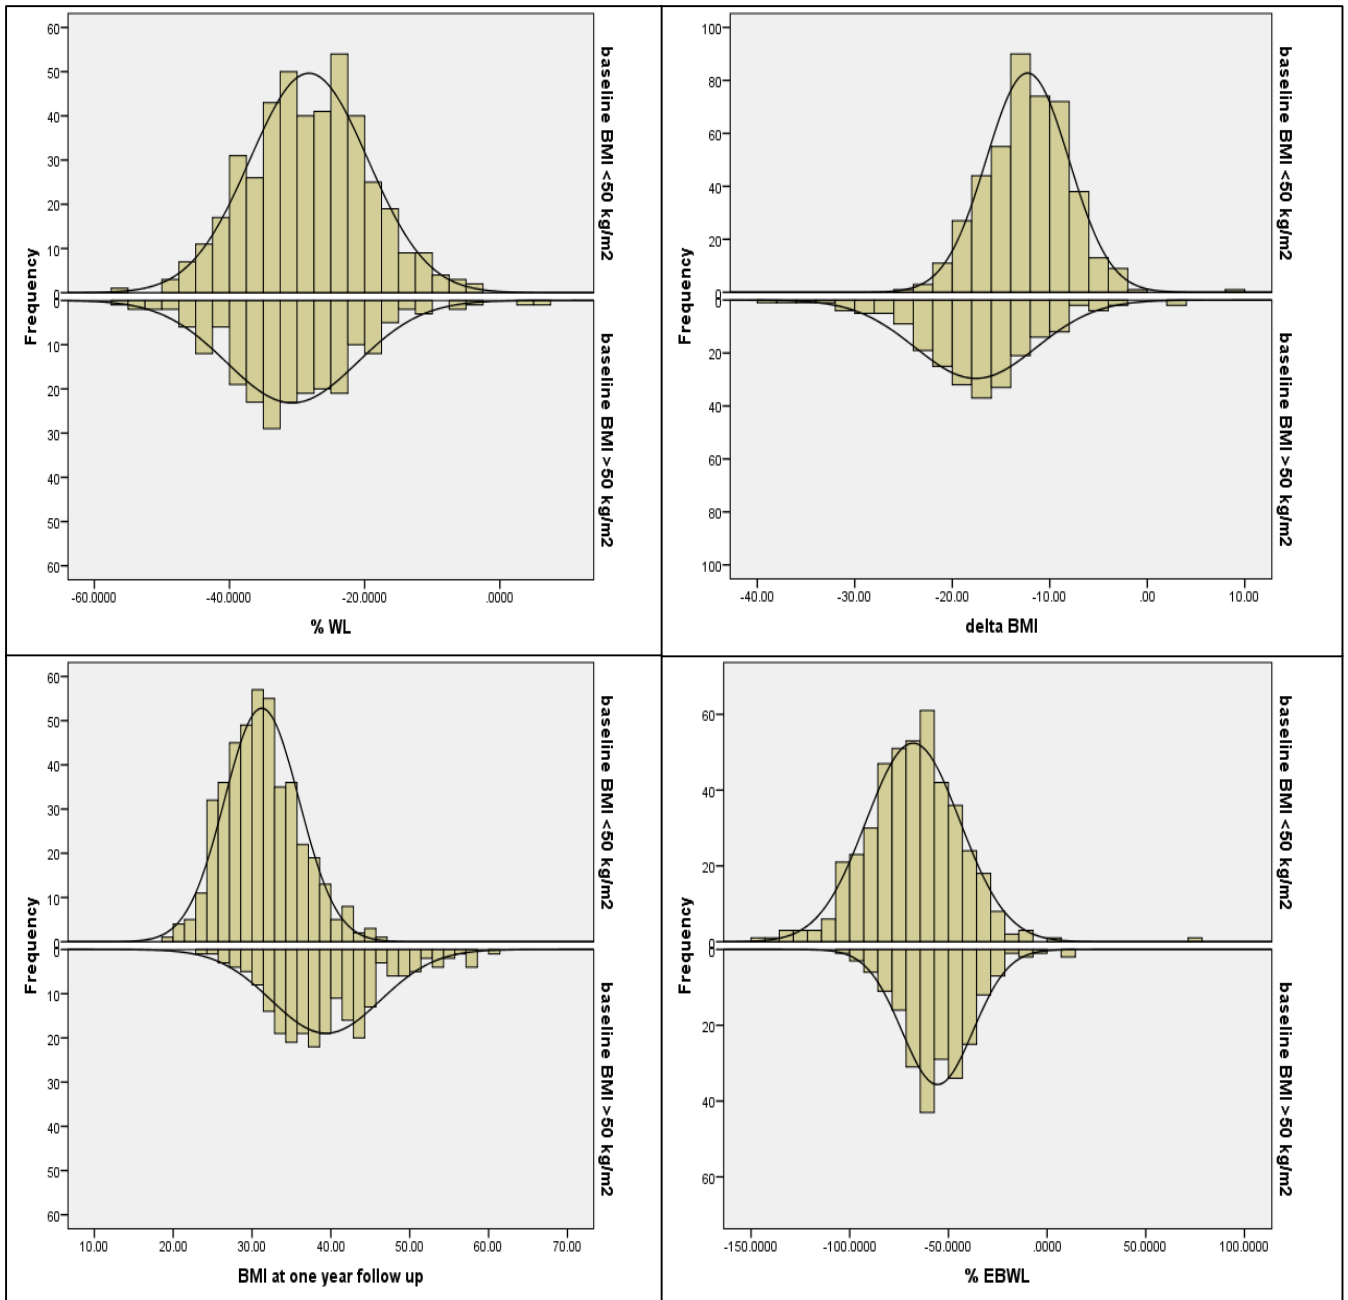 60
50
40
30
20
10
0
0
10
20
30
40
50
60
Frequency
baseline BMI <50 kg/m2
baseline BMI >50 kg/m2
-60.0000 -40.0000 -20.0000 .0000
% WL
100
80
60
40
20
0
0
20
40
60
80
100
Frequency
baseline BMI <50 kg/m2
baseline BMI >50 kg/m2
-40.00 -30.00 -20.00 -10.00 .00 10.00
delta BMI
60
50
40
30
20
10
0
0
10
20
30
40
50
60
Frequency
baseline BMI <50 kg/m2
baseline BMI >50 kg/m2
10.00 20.00 30.00 40.00 50.00 60.00 70.00
BMI at one year follow up
60
40
20
0
0
20
40
60
Frequency
baseline BMI <50 kg/m2
baseline BMI >50 kg/m2
-150.0000 -100.0000 -50.0000 .0000 50.0000 100.0000
% EBWL